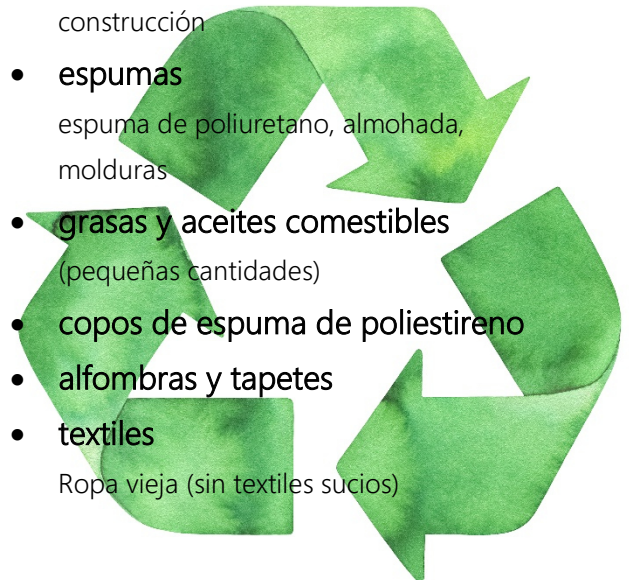 construcción
• espumas
espuma de poliuretano, almohada,
molduras
• grasas y aceites comestibles
(pequeñas cantidades)
• copos de espuma de poliestireno
• alfombras y tapetes
• textiles
Ropa vieja (sin textiles sucios)